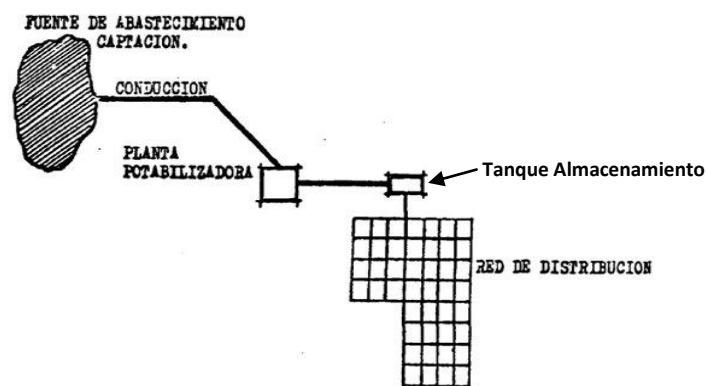 FUENTE DE ABASTECIMIENTO
CAPTACION.
CONDUCCION
PLANTA
POTABILIZADORA
Tanque Almacenamiento
RED DE DISTRIBUCION